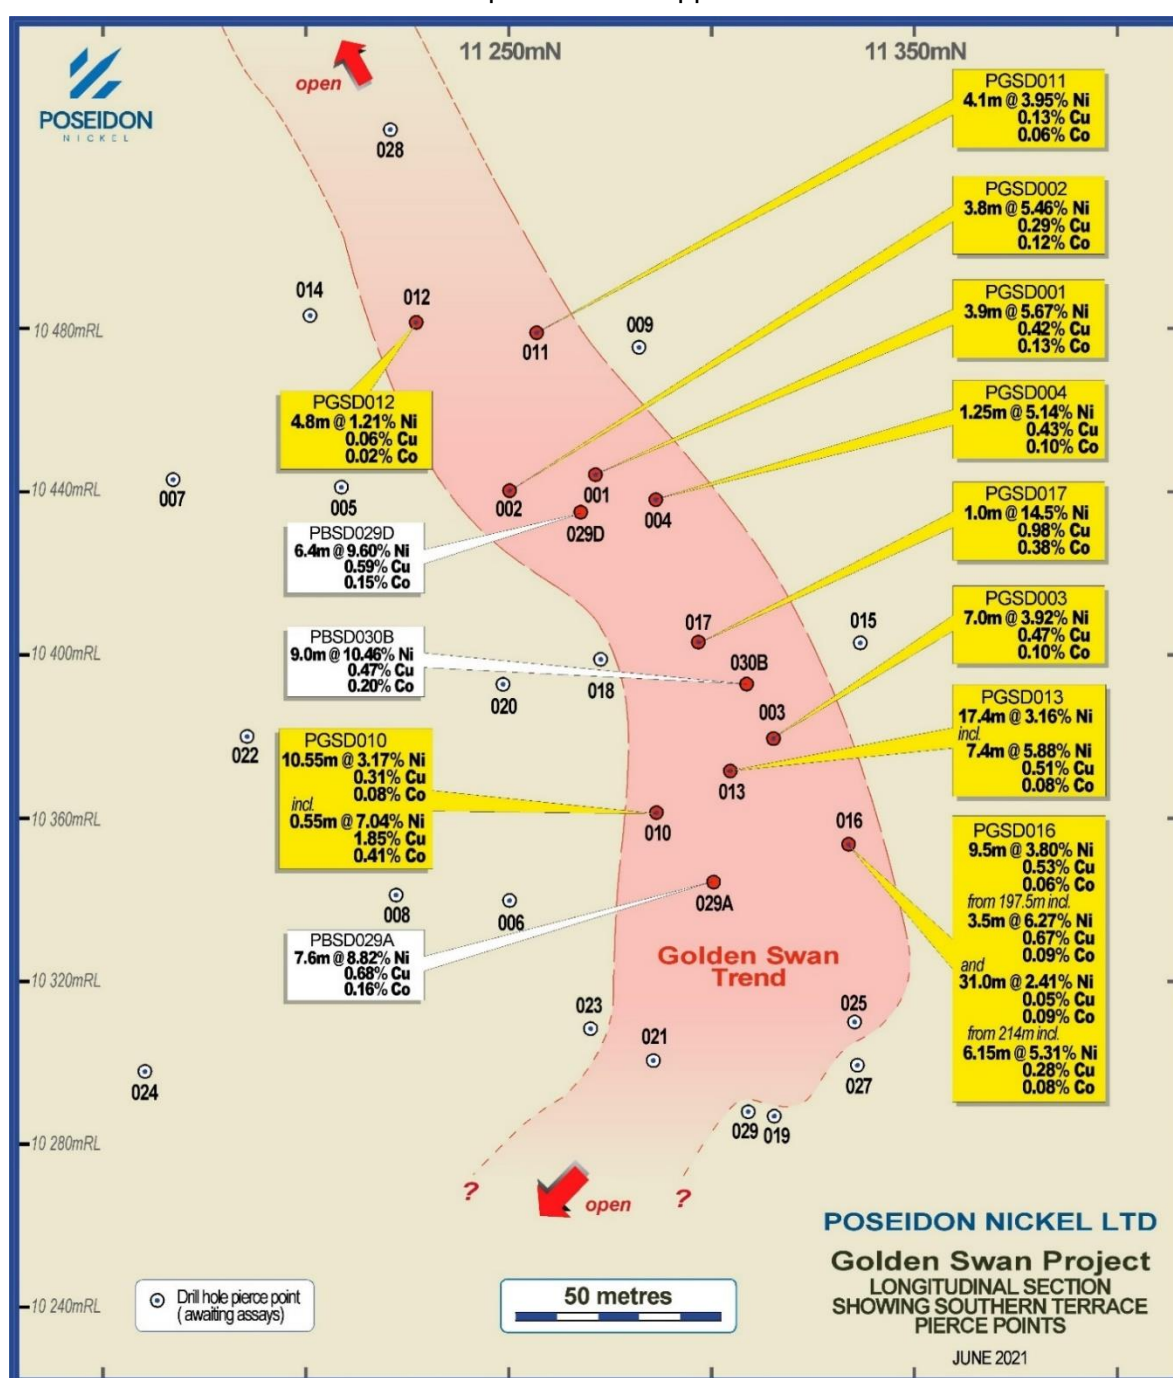 11 250mN
11 350mN
POSEIDON
NICKEL
open
028
PGSD011
4.1m @ 3.95% Ni
0.13% Cu
0.06% Co
PGSD002
3.8m @ 5.46% Ni
0.29% Cu
0.12% Co
014
012
10 480mRL
011
009
PGSD001
3.9m @ 5.67% Ni
0.42% Cu
0.13% Co
PGSD012
4.8m @ 1.21% Ni
0.06% Cu
0.02% Co
PGSD004
1.25m @ 5.14% Ni
0.43% Cu
0.10% Co
10 440mRL
007
005
002
001
004
029D
PBSD029D
6.4m @ 9.60% Ni
0.59% Cu
0.15% Co
PGSD017
1.0m @ 14.5% Ni
0.98% Cu
0.38% Co
017
015
10 400mRL
PBSD030B
9.0m @ 10.46% Ni
0.47% Cu
0.20% Co
020
018
030B
003
PGSD003
7.0m @ 3.92% Ni
0.47% Cu
0.10% Co
022
PGSD010
10.55m @ 3.17% Ni
0.31% Cu
0.08% Co
incl.
0.55m @ 7.04% Ni
1.85% Cu
0.41% Co
013
PGSD013
17.4m @ 3.16% Ni
incl.
7.4m @ 5.88% Ni
0.51% Cu
0.08% Co
10 360mRL
010
016
PGSD016
9.5m @ 3.80% Ni
0.53% Cu
0.06% Co
from 197.5m incl.
3.5m @ 6.27% Ni
0.67% Cu
0.09% Co
and
31.0m @ 2.41% Ni
0.05% Cu
0.09% Co
from 214m incl.
6.15m @ 5.31% Ni
0.28% Cu
0.08% Co
008
006
029A
PBSD029A
7.6m @ 8.82% Ni
0.68% Cu
0.16% Co
Golden Swan
Trend
10 320mRL
023
021
025
027
024
029
019
10 280mRL
?
open
?
POSEIDON NICKEL LTD
Golden Swan Project
LONGITUDINAL SECTION
SHOWING SOUTHERN TERRACE
PIERCE POINTS
JUNE 2021
10 240mRL
Drill hole pierce point
(awaiting assays)
50 metres